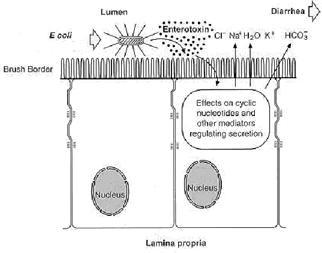 Lumen
Diarrhea
E coli
Enterotoxin
Cl⁻ Na⁺ H₂O K⁺ HCO₃⁻
Brush Border
Effects on cyclic
nucleotides and
other mediators
regulating secretion
Nucleus
Nucleus
Lamina propria